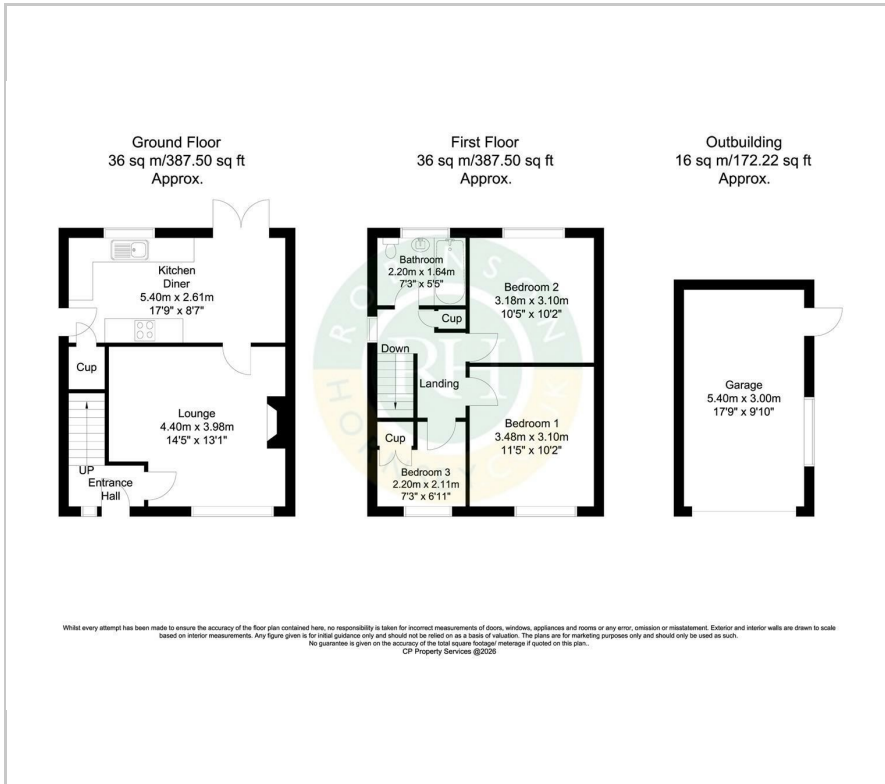 Ground Floor
36 sq m/387.50 sq ft
Approx.
Kitchen
Diner
5.40m x 2.61m
17'9" x 8'7"
Cup
Lounge
4.40m x 3.98m
14'5" x 13'1"
UP
Entrance
Hall
First Floor
36 sq m/387.50 sq ft
Approx.
Bathroom
2.20m x 1.64m
7'3" x 5'5"
Bedroom 2
3.18m x 3.10m
10'5" x 10'2"
Cup
Down
Landing
Bedroom 1
3.48m x 3.10m
11'5" x 10'2"
Cup
Bedroom 3
2.20m x 2.11m
7'3" x 6'11"
RH
Outbuilding
16 sq m/172.22 sq ft
Approx.
Garage
5.40m x 3.00m
17'9" x 9'10"
Whilst every attempt has been made to ensure the accuracy of the floor plan contained here, no responsibility is taken for incorrect measurements of doors, windows, appliances and rooms or any error, omission or misstatement. Exterior and interior walls are drawn to scale
based on interior measurements. Any figure given is for initial guidance only and should not be relied on as a basis of valuation. The plans are for marketing purposes only and should only be used as such.
No guarantee is given on the accuracy of the total square footage/ meterage if quoted on this plan..
CP Property Services @2026